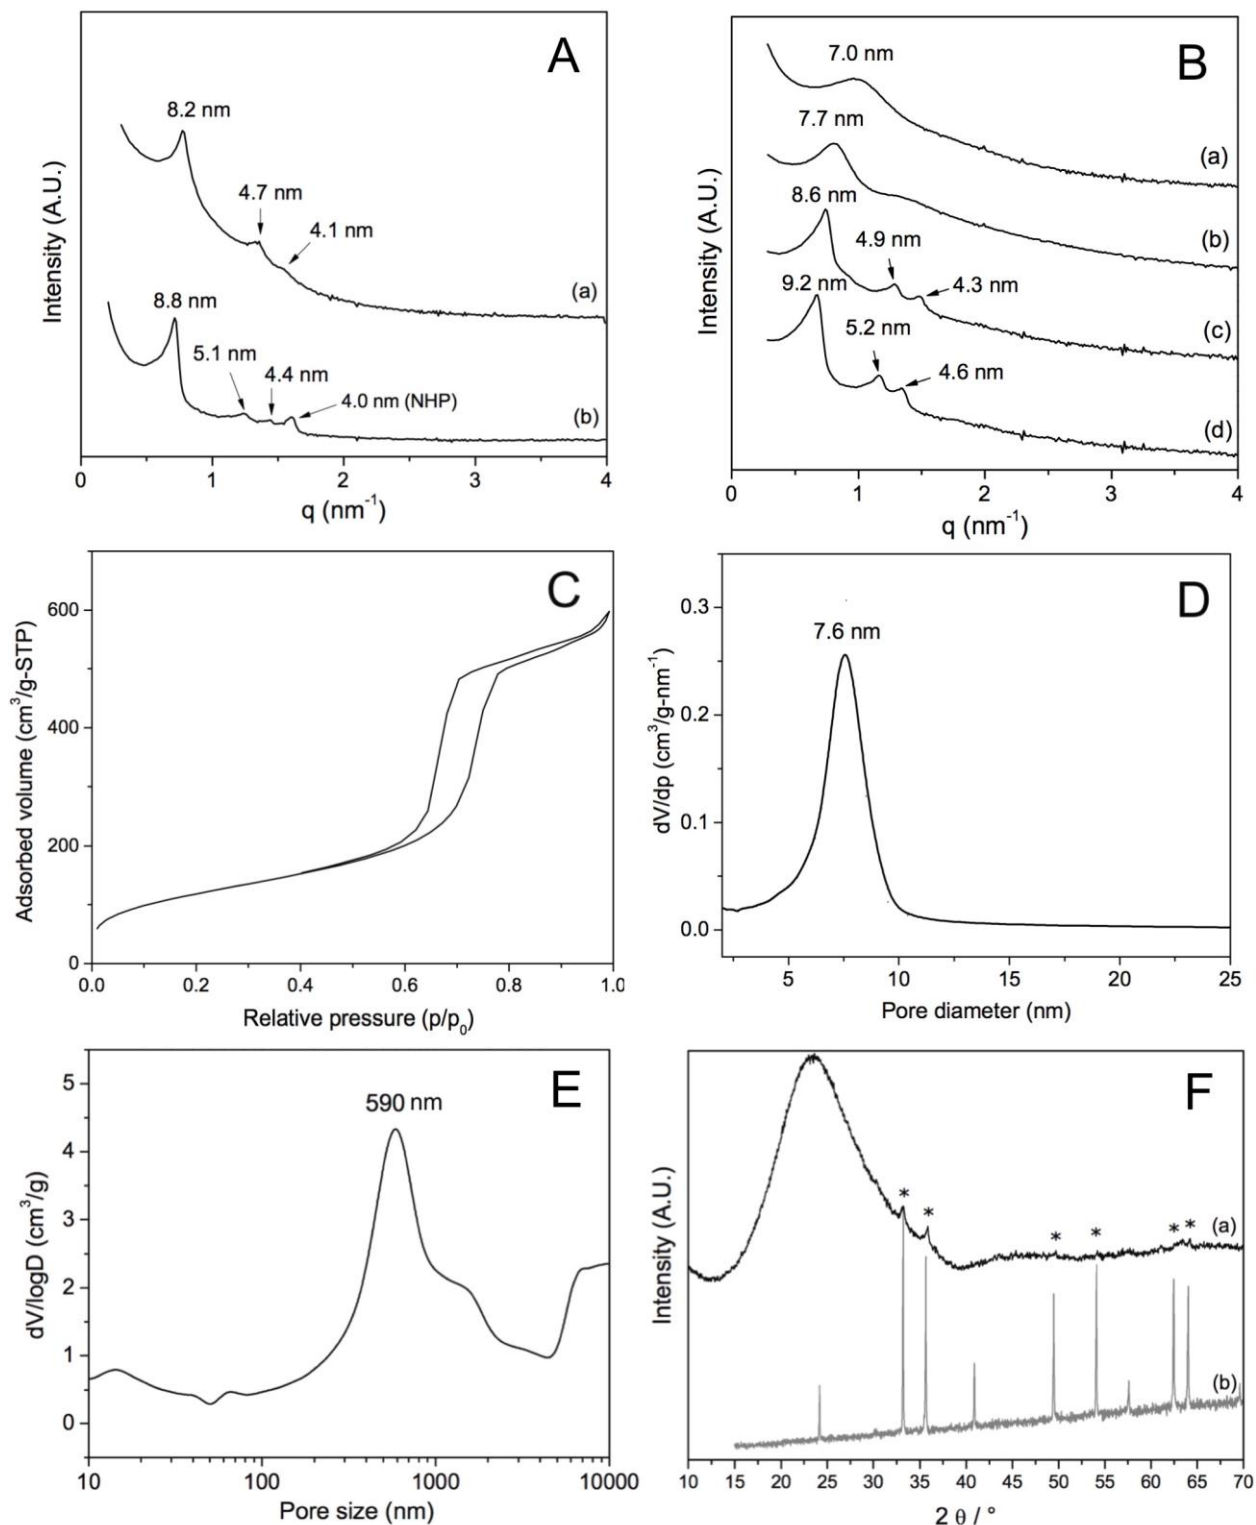 A
8.2 nm
4.7 nm
4.1 nm
(a)
8.8 nm
5.1 nm
4.4 nm
4.0 nm (NHP)
(b)
Intensity (A.U.)
0 1 2 3 4
q (nm⁻¹)
B
7.0 nm
(a)
7.7 nm
(b)
8.6 nm
4.9 nm
4.3 nm
(c)
9.2 nm
5.2 nm
4.6 nm
(d)
Intensity (A.U.)
0 1 2 3 4
q (nm⁻¹)
C
600
400
200
0
Adsorbed volume (cm³/g-STP)
0.0 0.2 0.4 0.6 0.8 1.0
Relative pressure (p/p₀)
D
7.6 nm
0.3
0.2
0.1
0.0
dV/dp (cm³/g-nm⁻¹)
5 10 15 20 25
Pore diameter (nm)
E
590 nm
5
4
3
2
1
0
dV/logD (cm³/g)
10 100 1000 10000
Pore size (nm)
F
* * * * * *
(a)
(b)
Intensity (A.U.)
10 15 20 25 30 35 40 45 50 55 60 65 70
2 θ / °